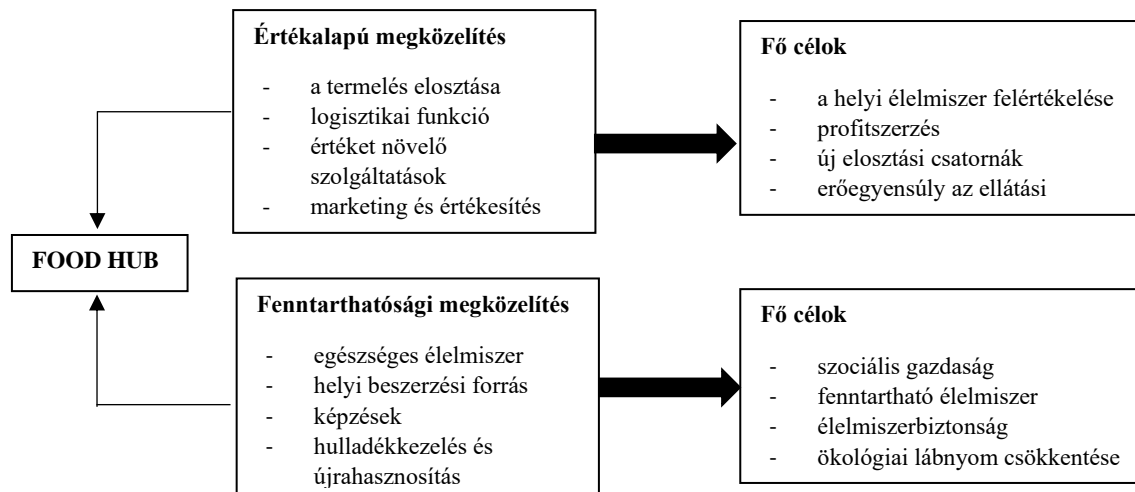 Értékalapú megközelítés
- a termelés elosztása
- logisztikai funkció
- értéket növelő
szolgáltatások
- marketing és értékesítés
Fő célok
- a helyi élelmiszer felértékelése
- profitszerzés
- új elosztási csatornák
- erőegyensúly az ellátási
FOOD HUB
Fenntarthatósági megközelítés
- egészséges élelmiszer
- helyi beszerzési forrás
- képzések
- hulladékkezelés és
újrahasznosítás
Fő célok
- szociális gazdaság
- fenntartható élelmiszer
- élelmiszerbiztonság
- ökológiai lábnyom csökkentése